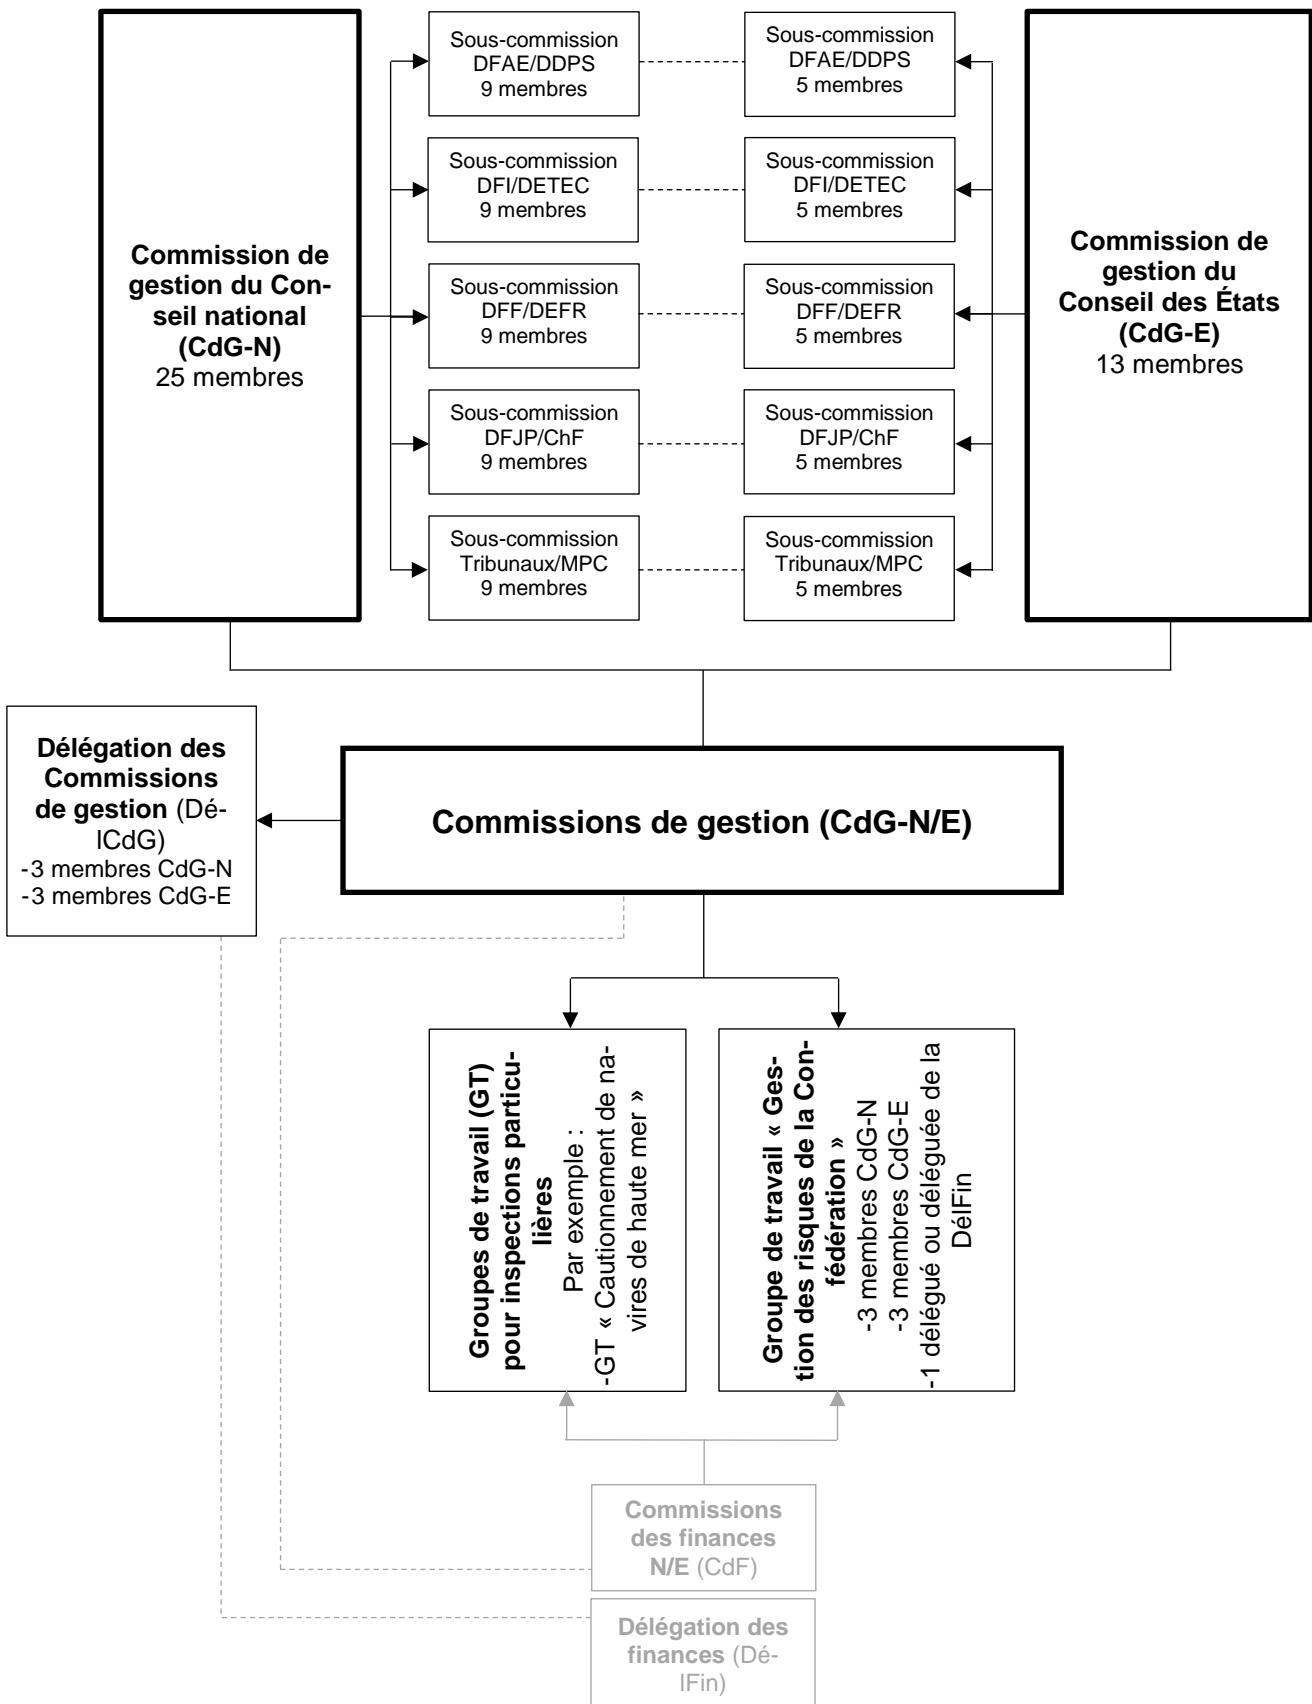 Commission de
gestion du Con-
seil national
(CdG-N)
25 membres
Sous-commission
DFAE/DDPS
9 membres
Sous-commission
DFI/DETEC
9 membres
Sous-commission
DFF/DEFR
9 membres
Sous-commission
DFJP/ChF
9 membres
Sous-commission
Tribunaux/MPC
9 membres
Sous-commission
DFAE/DDPS
5 membres
Sous-commission
DFI/DETEC
5 membres
Sous-commission
DFF/DEFR
5 membres
Sous-commission
DFJP/ChF
5 membres
Sous-commission
Tribunaux/MPC
5 membres
Commission de
gestion du
Conseil des États
(CdG-E)
13 membres
Délégation des
Commissions
de gestion (Dé-
lCdG)
-3 membres CdG-N
-3 membres CdG-E
Commissions de gestion (CdG-N/E)
Groupes de travail (GT)
pour inspections particu-
lières
Par exemple :
-GT « Cautionnement de na-
vires de haute mer »
Groupe de travail « Ges-
tion des risques de la Con-
fédération »
-3 membres CdG-N
-3 membres CdG-E
-1 délégué ou déléguée de la
DélFin
Commissions
des finances
N/E (CdF)
Délégation des
finances (Dé-
lFin)